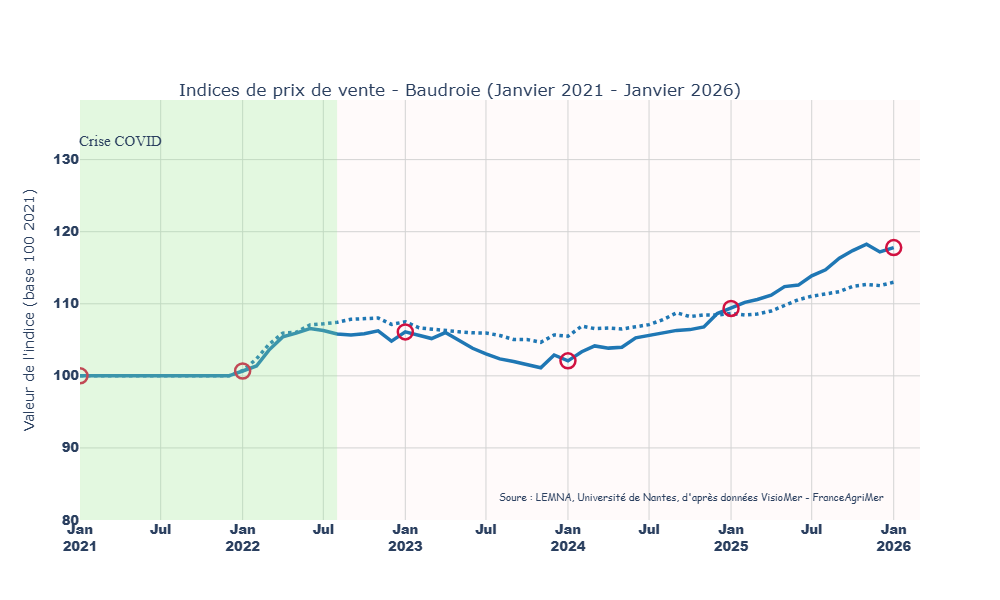 Indices de prix de vente - Baudroie (Janvier 2021 - Janvier 2026)
Crise COVID
Valeur de l'indice (base 100 2021)
130
120
110
100
90
80
Soure : LEMNA, Université de Nantes, d'après données VisioMer - FranceAgriMer
Jan Jul Jan Jul Jan Jul Jan Jul Jan Jul Jan
2021 2022 2023 2024 2025 2026